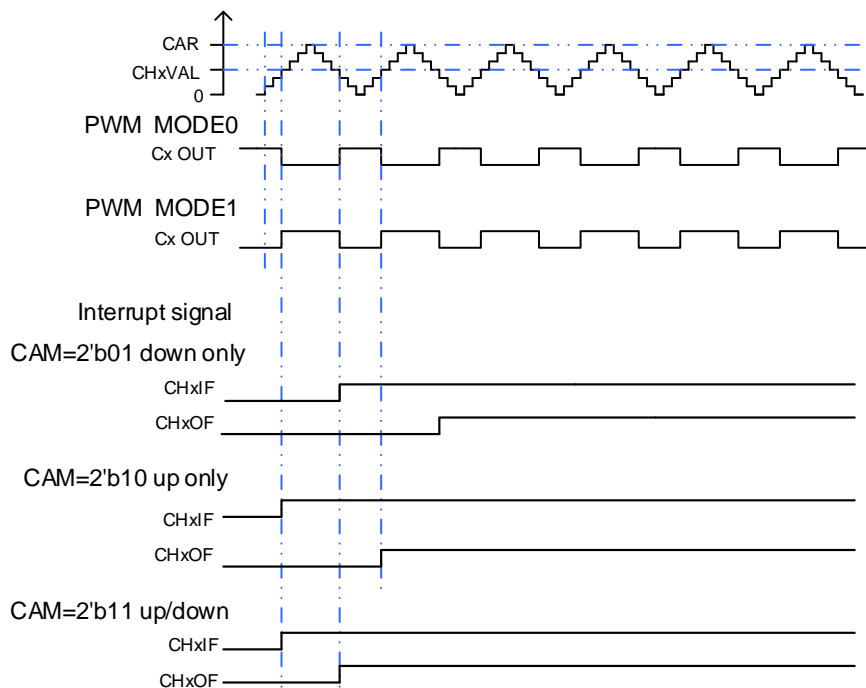 CAR
CHxVAL
0
PWM MODE0
Cx OUT
PWM MODE1
Cx OUT
Interrupt signal
CAM=2'b01 down only
CHxIF
CHxOF
CAM=2'b10 up only
CHxIF
CHxOF
CAM=2'b11 up/down
CHxIF
CHxOF